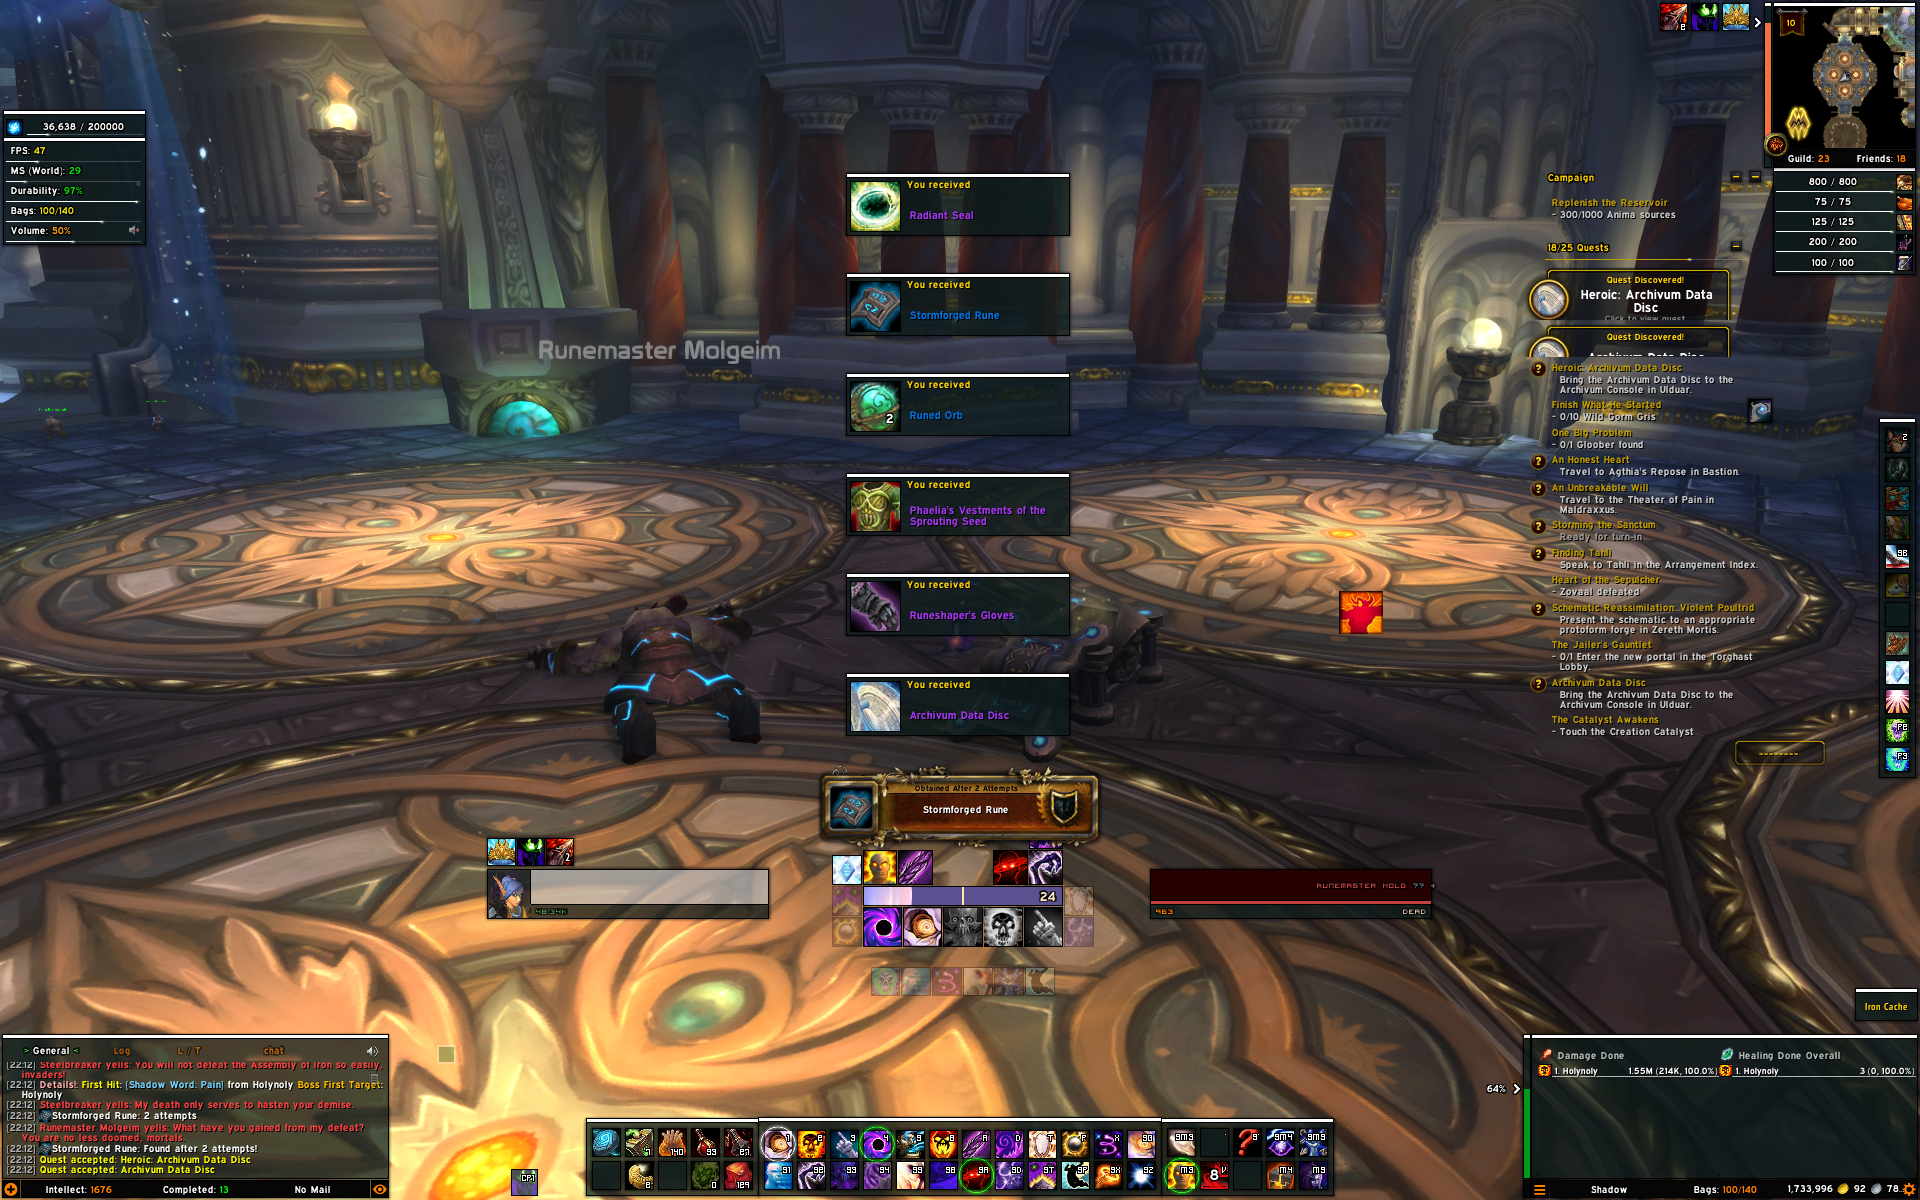 36,638 / 200000
FPS: 47
MS (World): 29
Durability: 97%
Bags: 100/140
Volume: 50%
Runemaster Molgeim
You received
Radiant Seal
You received
Stormforged Rune
You received
Runed Orb
2
You received
Phaelia's Vestments of the
Sprouting Seed
You received
Runeshaper's Gloves
You received
Archivum Data Disc
Obtained After 2 Attempts
Stormforged Rune
10
Guild: 23
Friends: 18
800 / 800
75 / 75
125 / 125
200 / 200
100 / 100
Campaign
Replenish the Reservoir
- 300/1000 Anima sources
18/25 Quests
Quest Discovered!
Heroic: Archivum Data
Disc
Click to view quest
Quest Discovered!
Archivum Data Disc
Heroic: Archivum Data Disc
Bring the Archivum Data Disc to the
Archivum Console in Ulduar.
Finish What He Started
- 0/10 Wild Gorm Gris
One Big Problem
- 0/1 Gloober found
An Honest Heart
Travel to Agthia's Repose in Bastion.
An Unbreakable Will
Travel to the Theater of Pain in
Maldraxxus.
Storming the Sanctum
Ready for turn-in
Finding Tahli
Speak to Tahli in the Arrangement Index.
Heart of the Sepulcher
- Zovaal defeated
Schematic Reassimilation: Violent Poultrid
Present the schematic to an appropriate
protoform forge in Zereth Mortis.
The Jailer's Gauntlet
- 0/1 Enter the new portal in the Torghast
Lobby.
Archivum Data Disc
Bring the Archivum Data Disc to the
Archivum Console in Ulduar.
The Catalyst Awakens
- Touch the Creation Catalyst
24
RUNEMASTER MOLG ??
963
DEAD
Iron Cache
> General <
Log
L / T
chat
[22:12] Steelbreaker yells: You will not defeat the Assembly of Iron so easily,
invaders!
[22:12] Details!: First Hit: [Shadow Word: Pain] from Holynoly Boss First Target:
Holynoly
[22:12] Steelbreaker yells: My death only serves to hasten your demise.
[22:12] Stormforged Rune: 2 attempts
[22:12] Runemaster Molgeim yells: What have you gained from my defeat?
You are no less doomed, mortals.
[22:12] Stormforged Rune: Found after 2 attempts!
[22:12] Quest accepted: Heroic: Archivum Data Disc
[22:12] Quest accepted: Archivum Data Disc
Intellect: 1676
Completed: 13
No Mail
CP1
64%
Damage Done
Healing Done Overall
1. Holynoly
1.55M (214K, 100.0%)
1. Holynoly
3 (0, 100.0%)
Shadow
Bags: 100/140
1,733,996
92
78